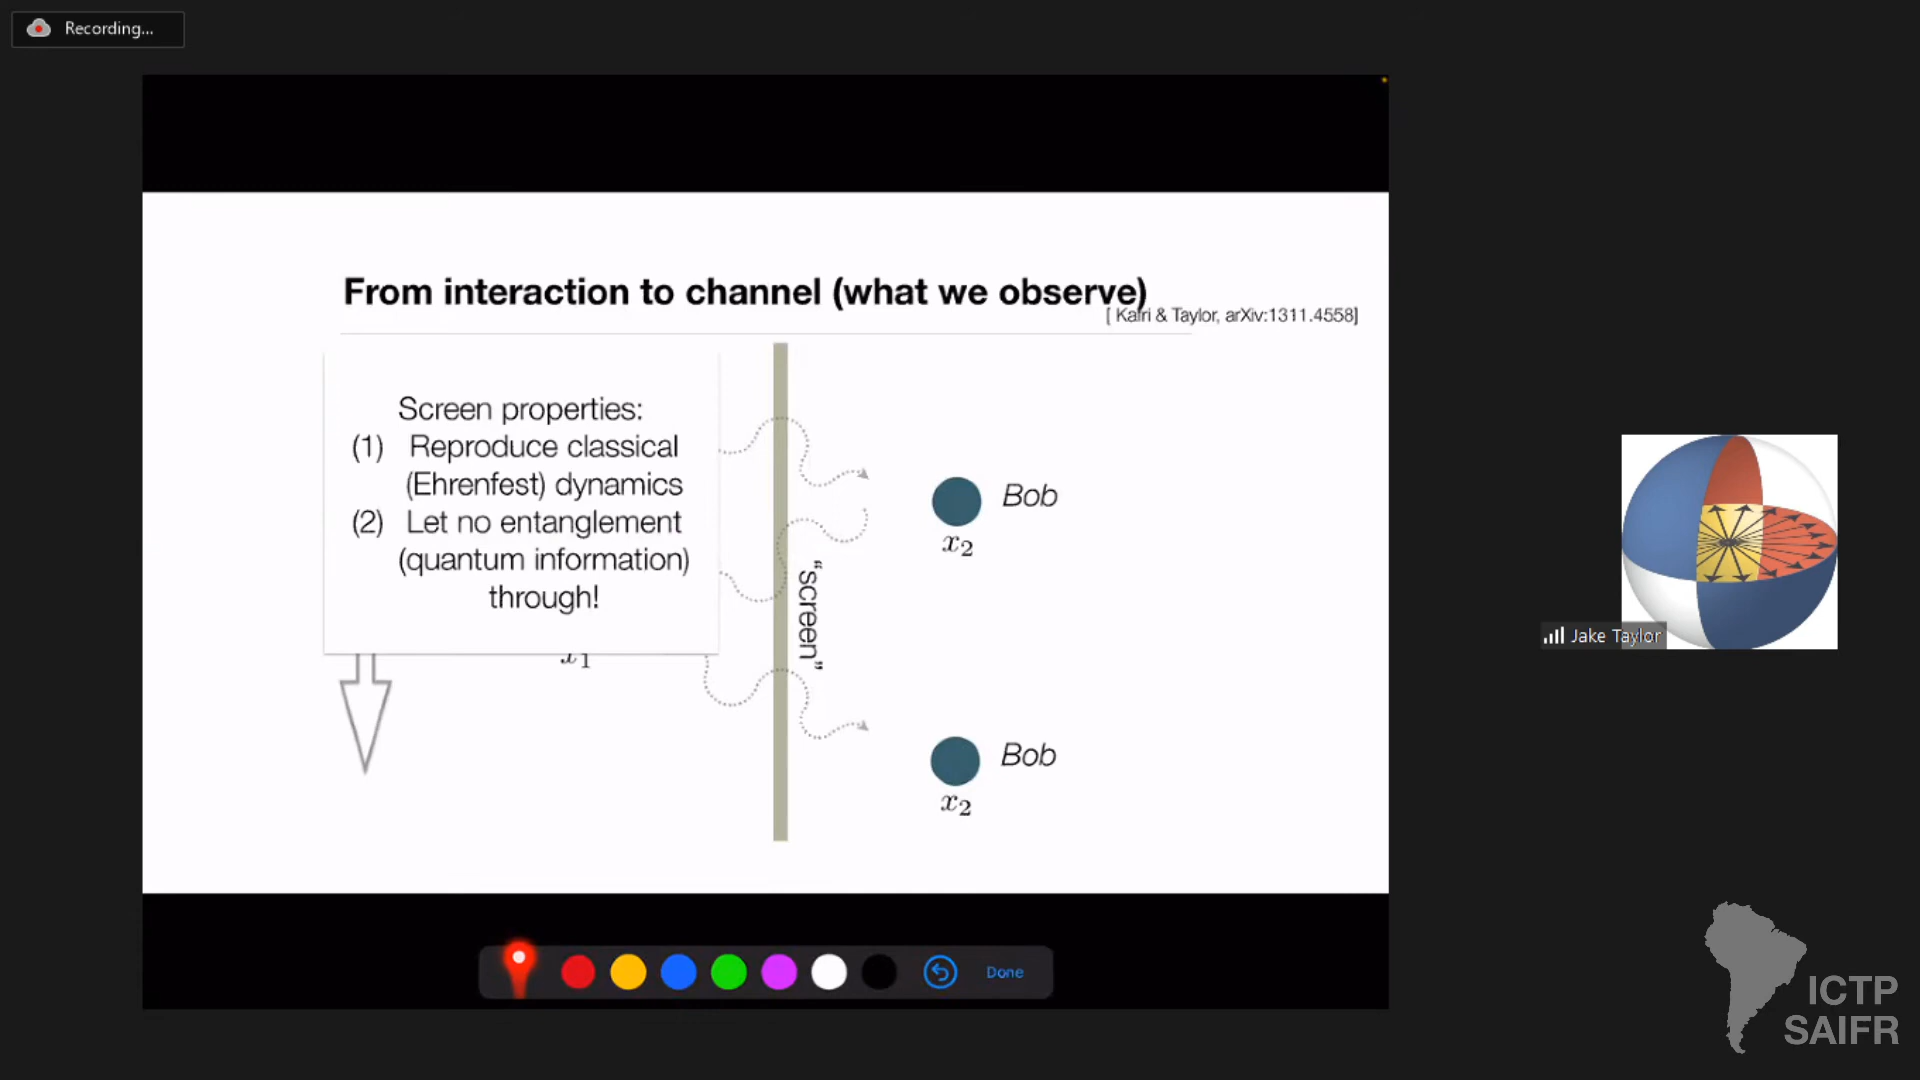 Recording...
From interaction to channel (what we observe)
[ Kafri & Taylor, arXiv:1311.4558]
Screen properties:
(1) Reproduce classical
(Ehrenfest) dynamics
(2) Let no entanglement
(quantum information)
through!
x1
"screen"
Bob
x2
Bob
x2
Jake Taylor
Done
ICTP
SAIFR